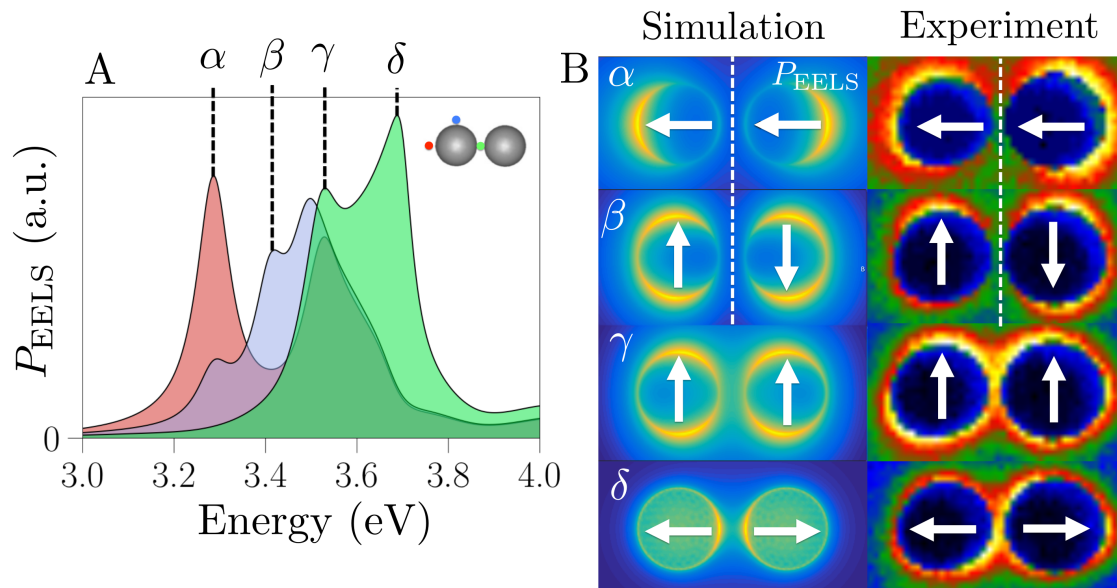 A
α β γ δ
P_EELS (a.u.)
0
3.0 3.2 3.4 3.6 3.8 4.0
Energy (eV)
Simulation Experiment
B
α P_EELS
β
γ
δ